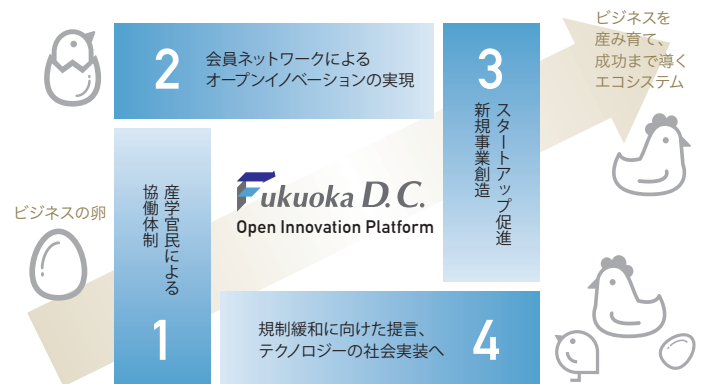 2
会員ネットワークによる
オープンイノベーションの実現
3
スタートアップ促進
新規事業創造
ビジネスを
産み育て、
成功まで導く
エコシステム
ビジネスの卵
産学官民による
協働体制
1
Fukuoka D.C.
Open Innovation Platform
規制緩和に向けた提言、
テクノロジーの社会実装へ
4